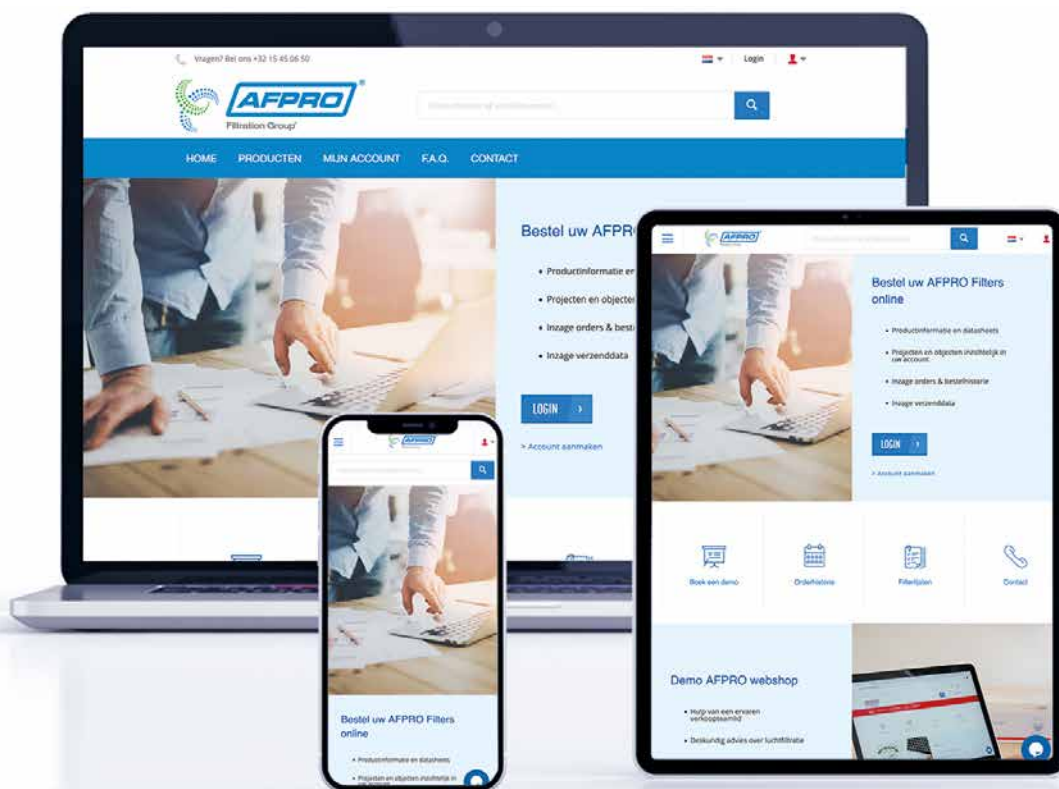 Vragen? Bel ons +32 15 45 06 50
Login
AFPRO®
Filtration Group®
HOME PRODUCTEN MIJN ACCOUNT F.A.Q. CONTACT
Bestel uw AFPR
• Productinformatie en
• Projecten en objecte
• Inzage orders & best
• Inzage verzenddata
LOGIN
> Account aanmaken
AFPRO
Bestel uw AFPRO Filters
online
• Productinformatie en datasheets
• Projecten en objecten inzichtelijk in
AFPRO
Bestel uw AFPRO Filters
online
• Productinformatie en datasheets
• Projecten en objecten inzichtelijk in
uw account
• Inzage orders & bestelhistorie
• Inzage verzenddata
LOGIN
> Account aanmaken
Boek een demo
Orderhistorie
Filterlijsten
Contact
Demo AFPRO webshop
• Hulp van een ervaren
verkoopteamlid
• Deskundig advies over luchtfiltratie